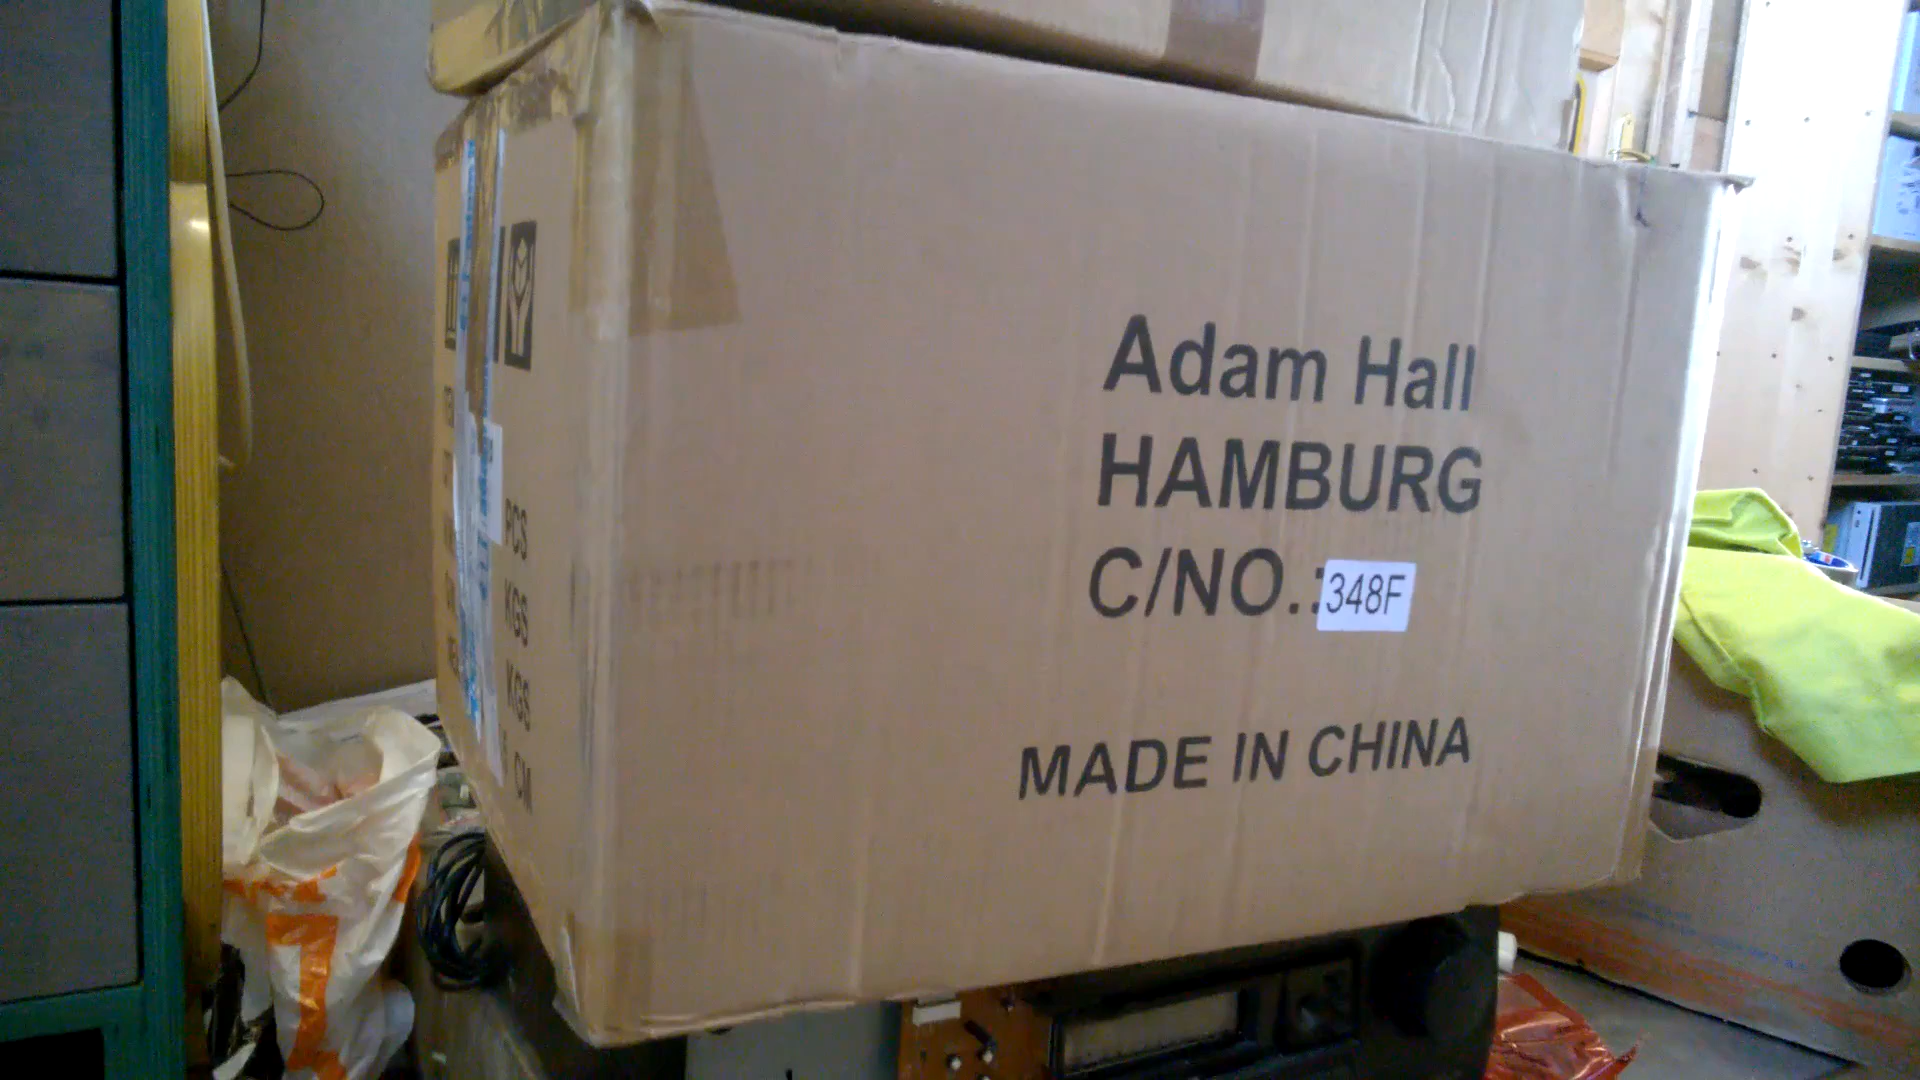 Adam Hall
HAMBURG
C/NO.:348F
MADE IN CHINA
PCS
KGS
KGS
CM